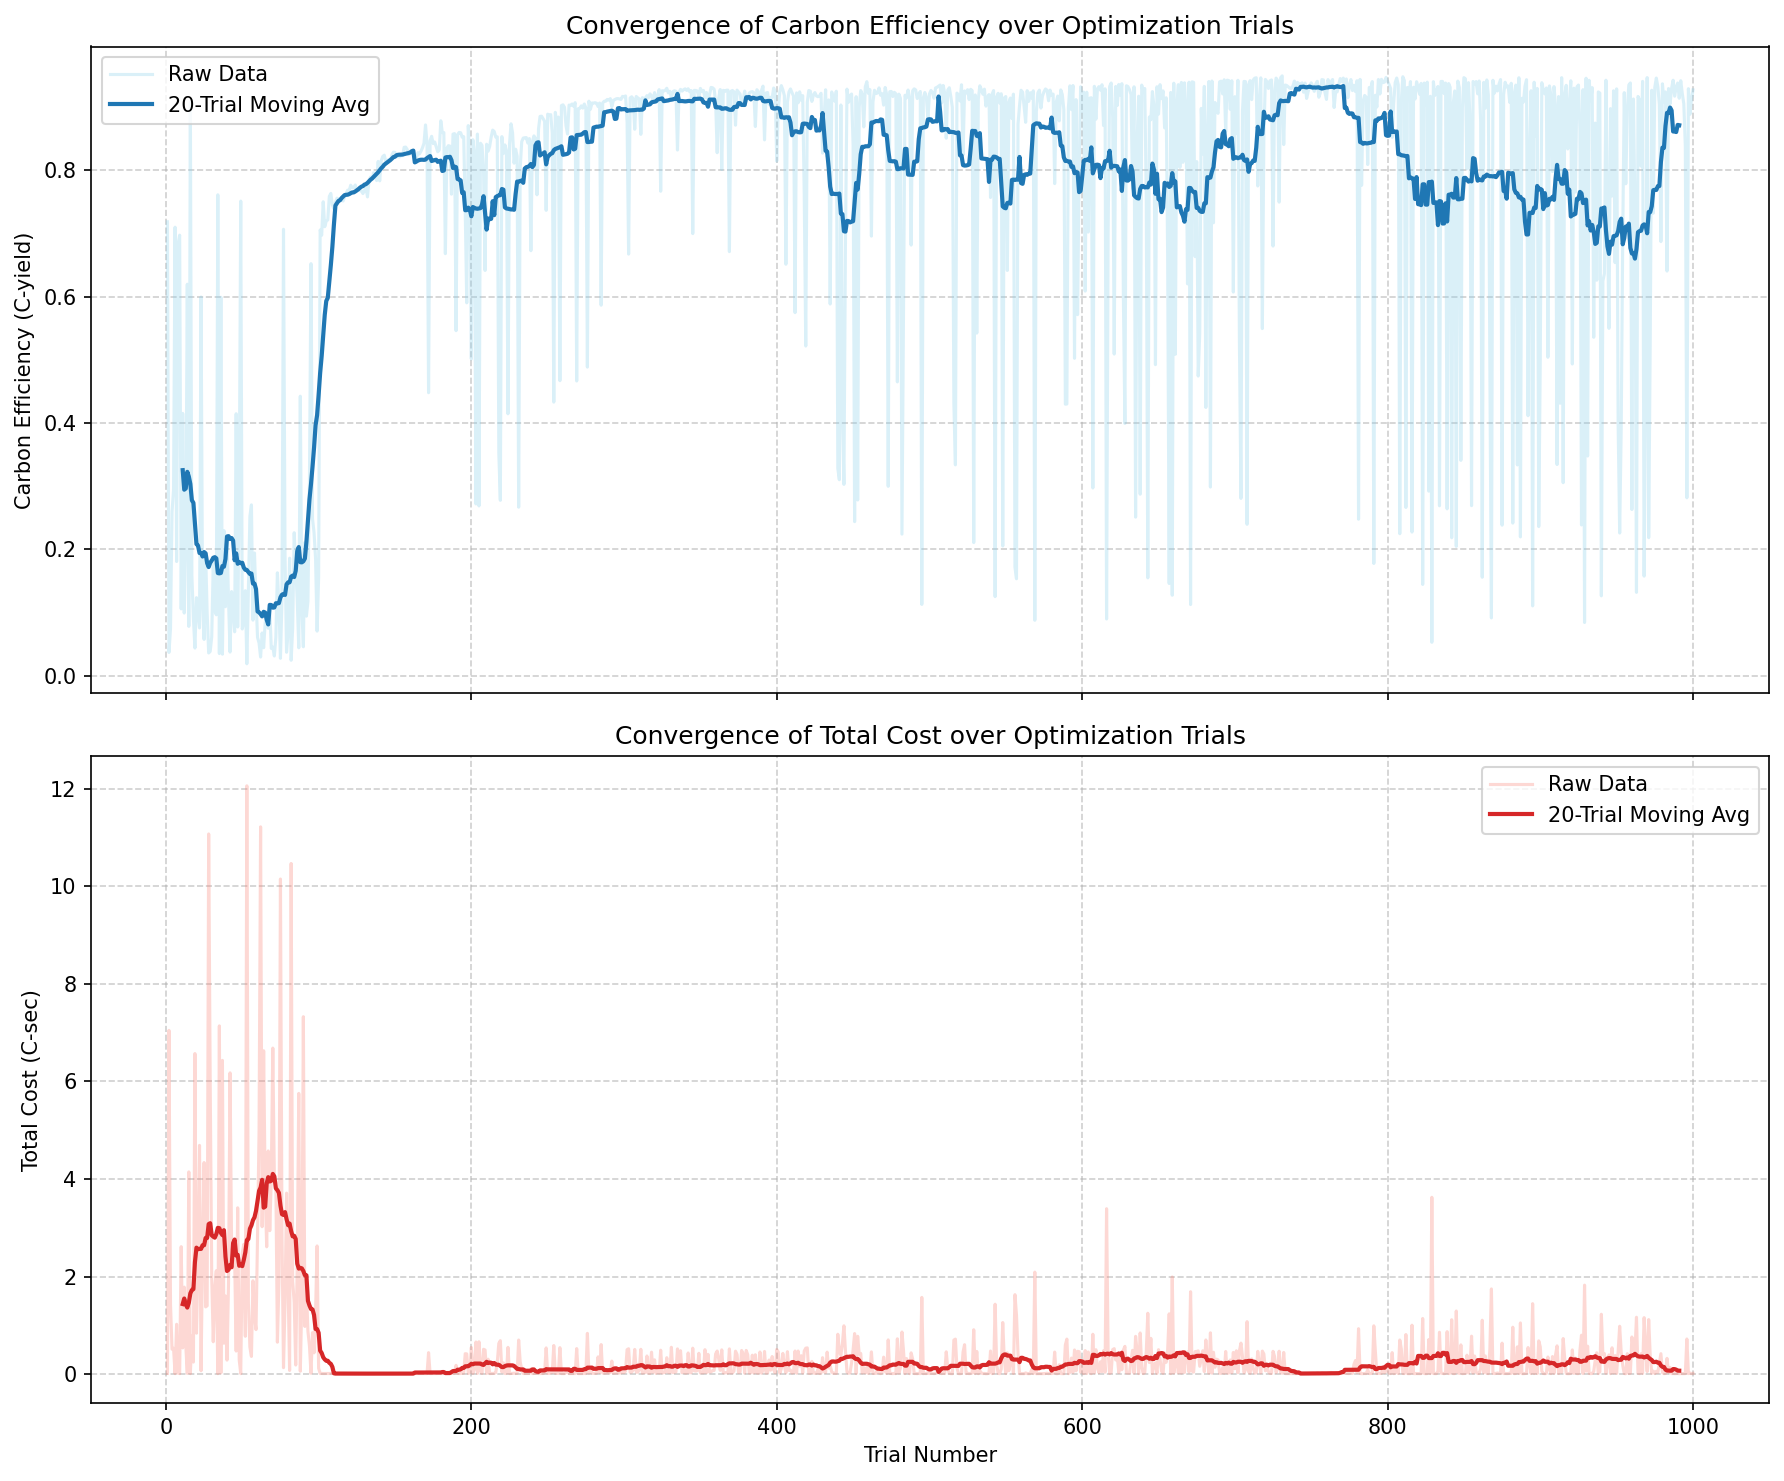 Convergence of Carbon Efficiency over Optimization Trials
Raw Data
20-Trial Moving Avg
Carbon Efficiency (C-yield)
0.8
0.6
0.4
0.2
0.0
Convergence of Total Cost over Optimization Trials
Raw Data
20-Trial Moving Avg
Total Cost (C-sec)
12
10
8
6
4
2
0
0 200 400 600 800 1000
Trial Number